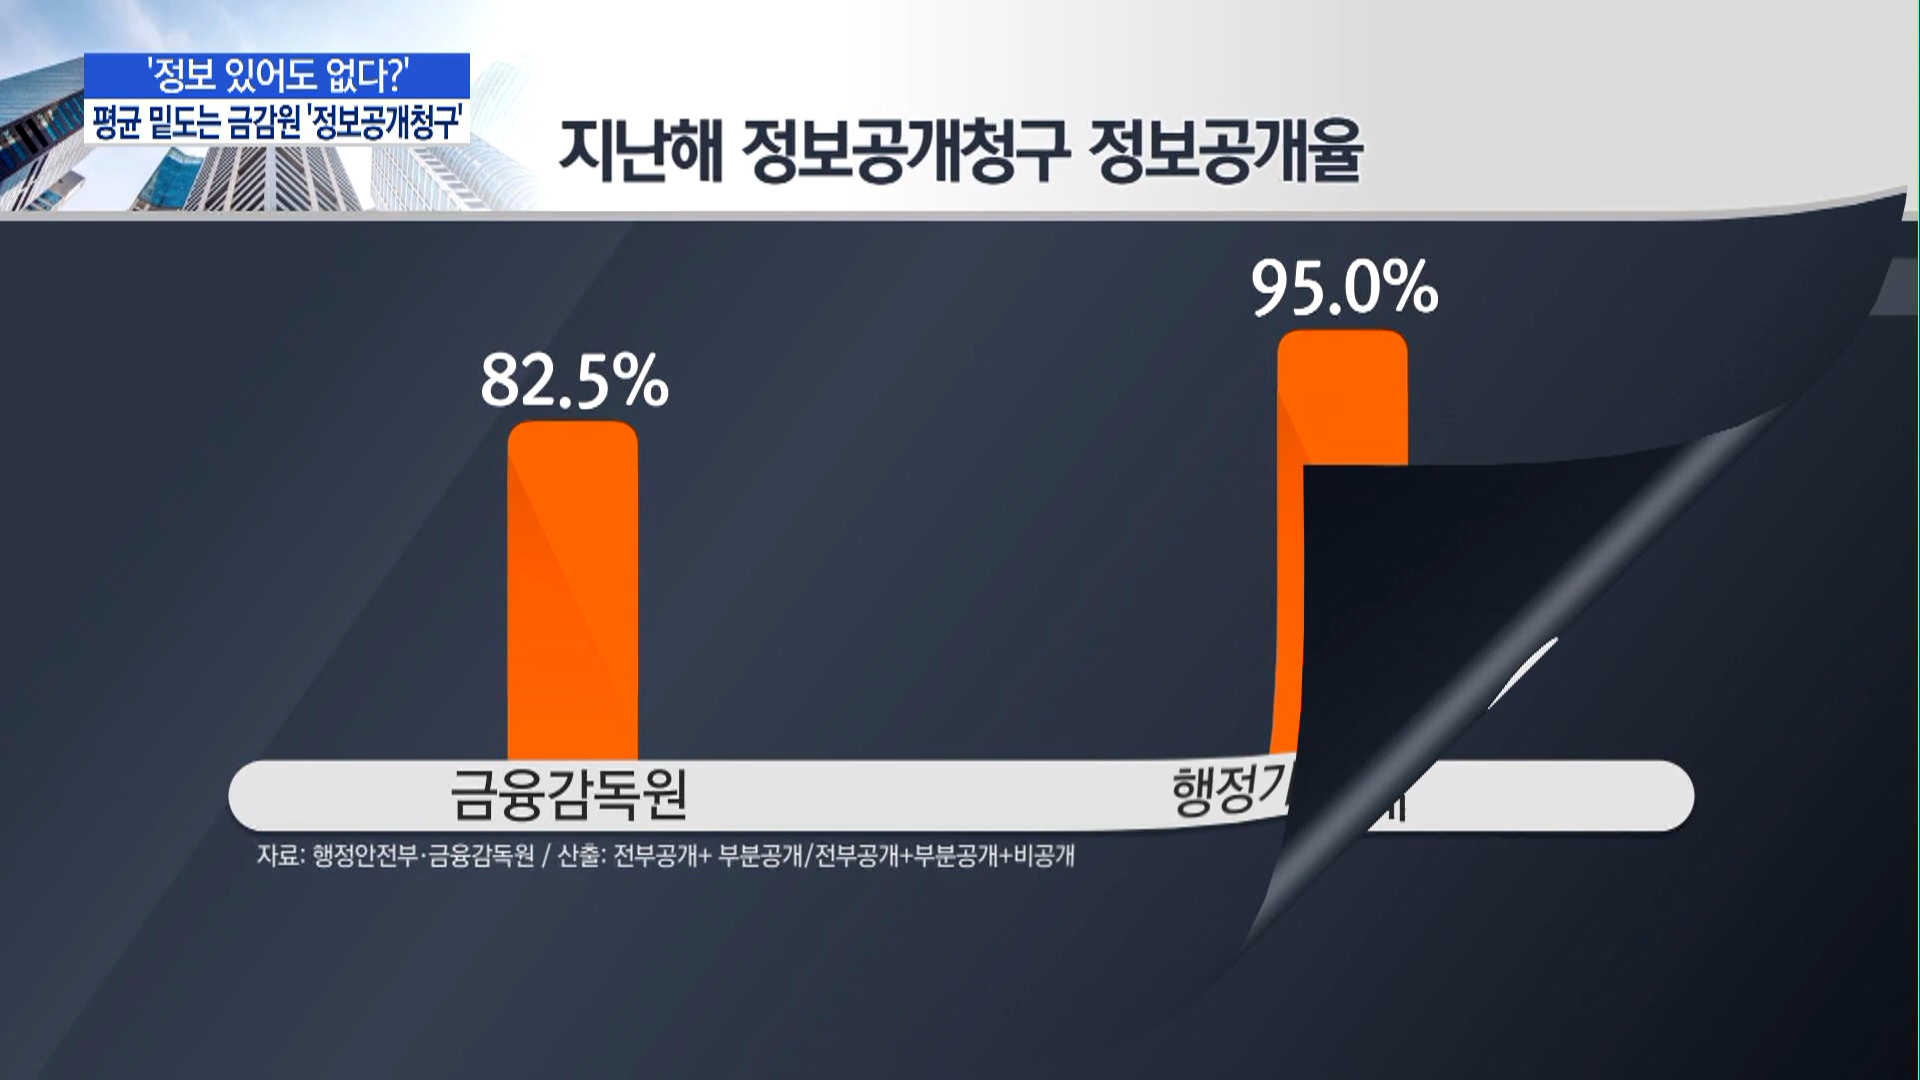 '정보 있어도 없다?'
평균 밑도는 금감원 '정보공개청구'
지난해 정보공개청구 정보공개율
82.5%
95.0%
금융감독원
자료: 행정안전부·금융감독원 / 산출: 전부공개+ 부분공개/전부공개+부분공개+비공개